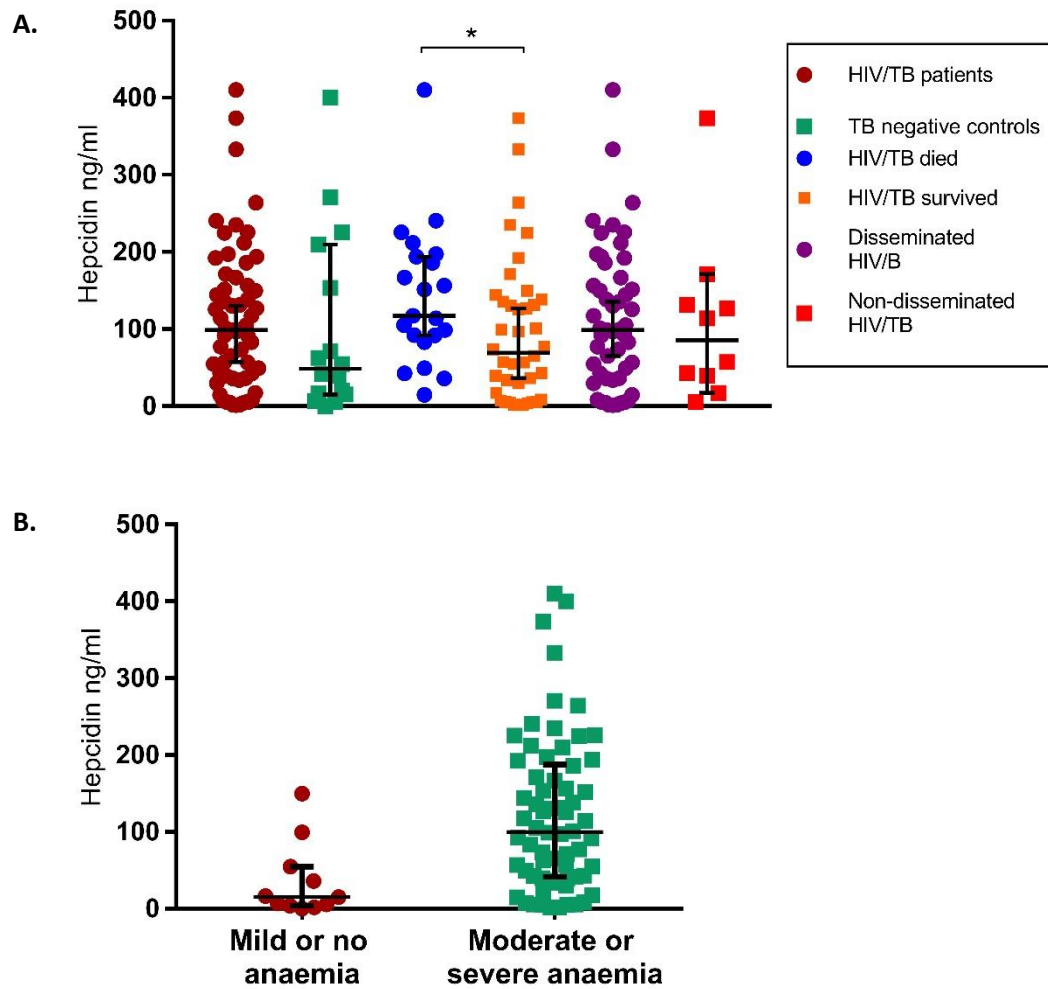 A.
500
400
300
200
100
0
Hepcidin ng/ml
*
HIV/TB patients
TB negative controls
HIV/TB died
HIV/TB survived
Disseminated
HIV/B
Non-disseminated
HIV/TB
B.
500
400
300
200
100
0
Hepcidin ng/ml
Mild or no
anaemia
Moderate or
severe anaemia